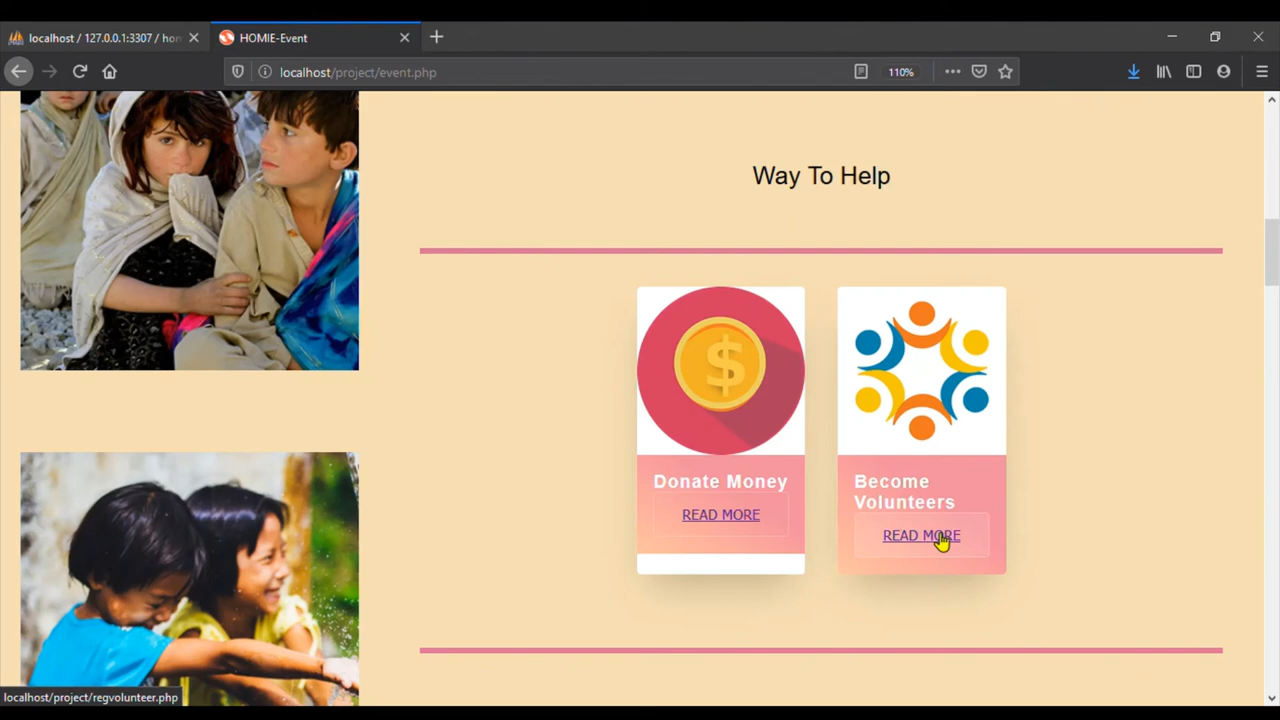 localhost / 127.0.0.1:3307 / hom
HOMIE-Event
localhost/project/event.php
110%
Way To Help
$
Donate Money
READ MORE
Become
Volunteers
READ MORE
localhost/project/regvolunteer.php